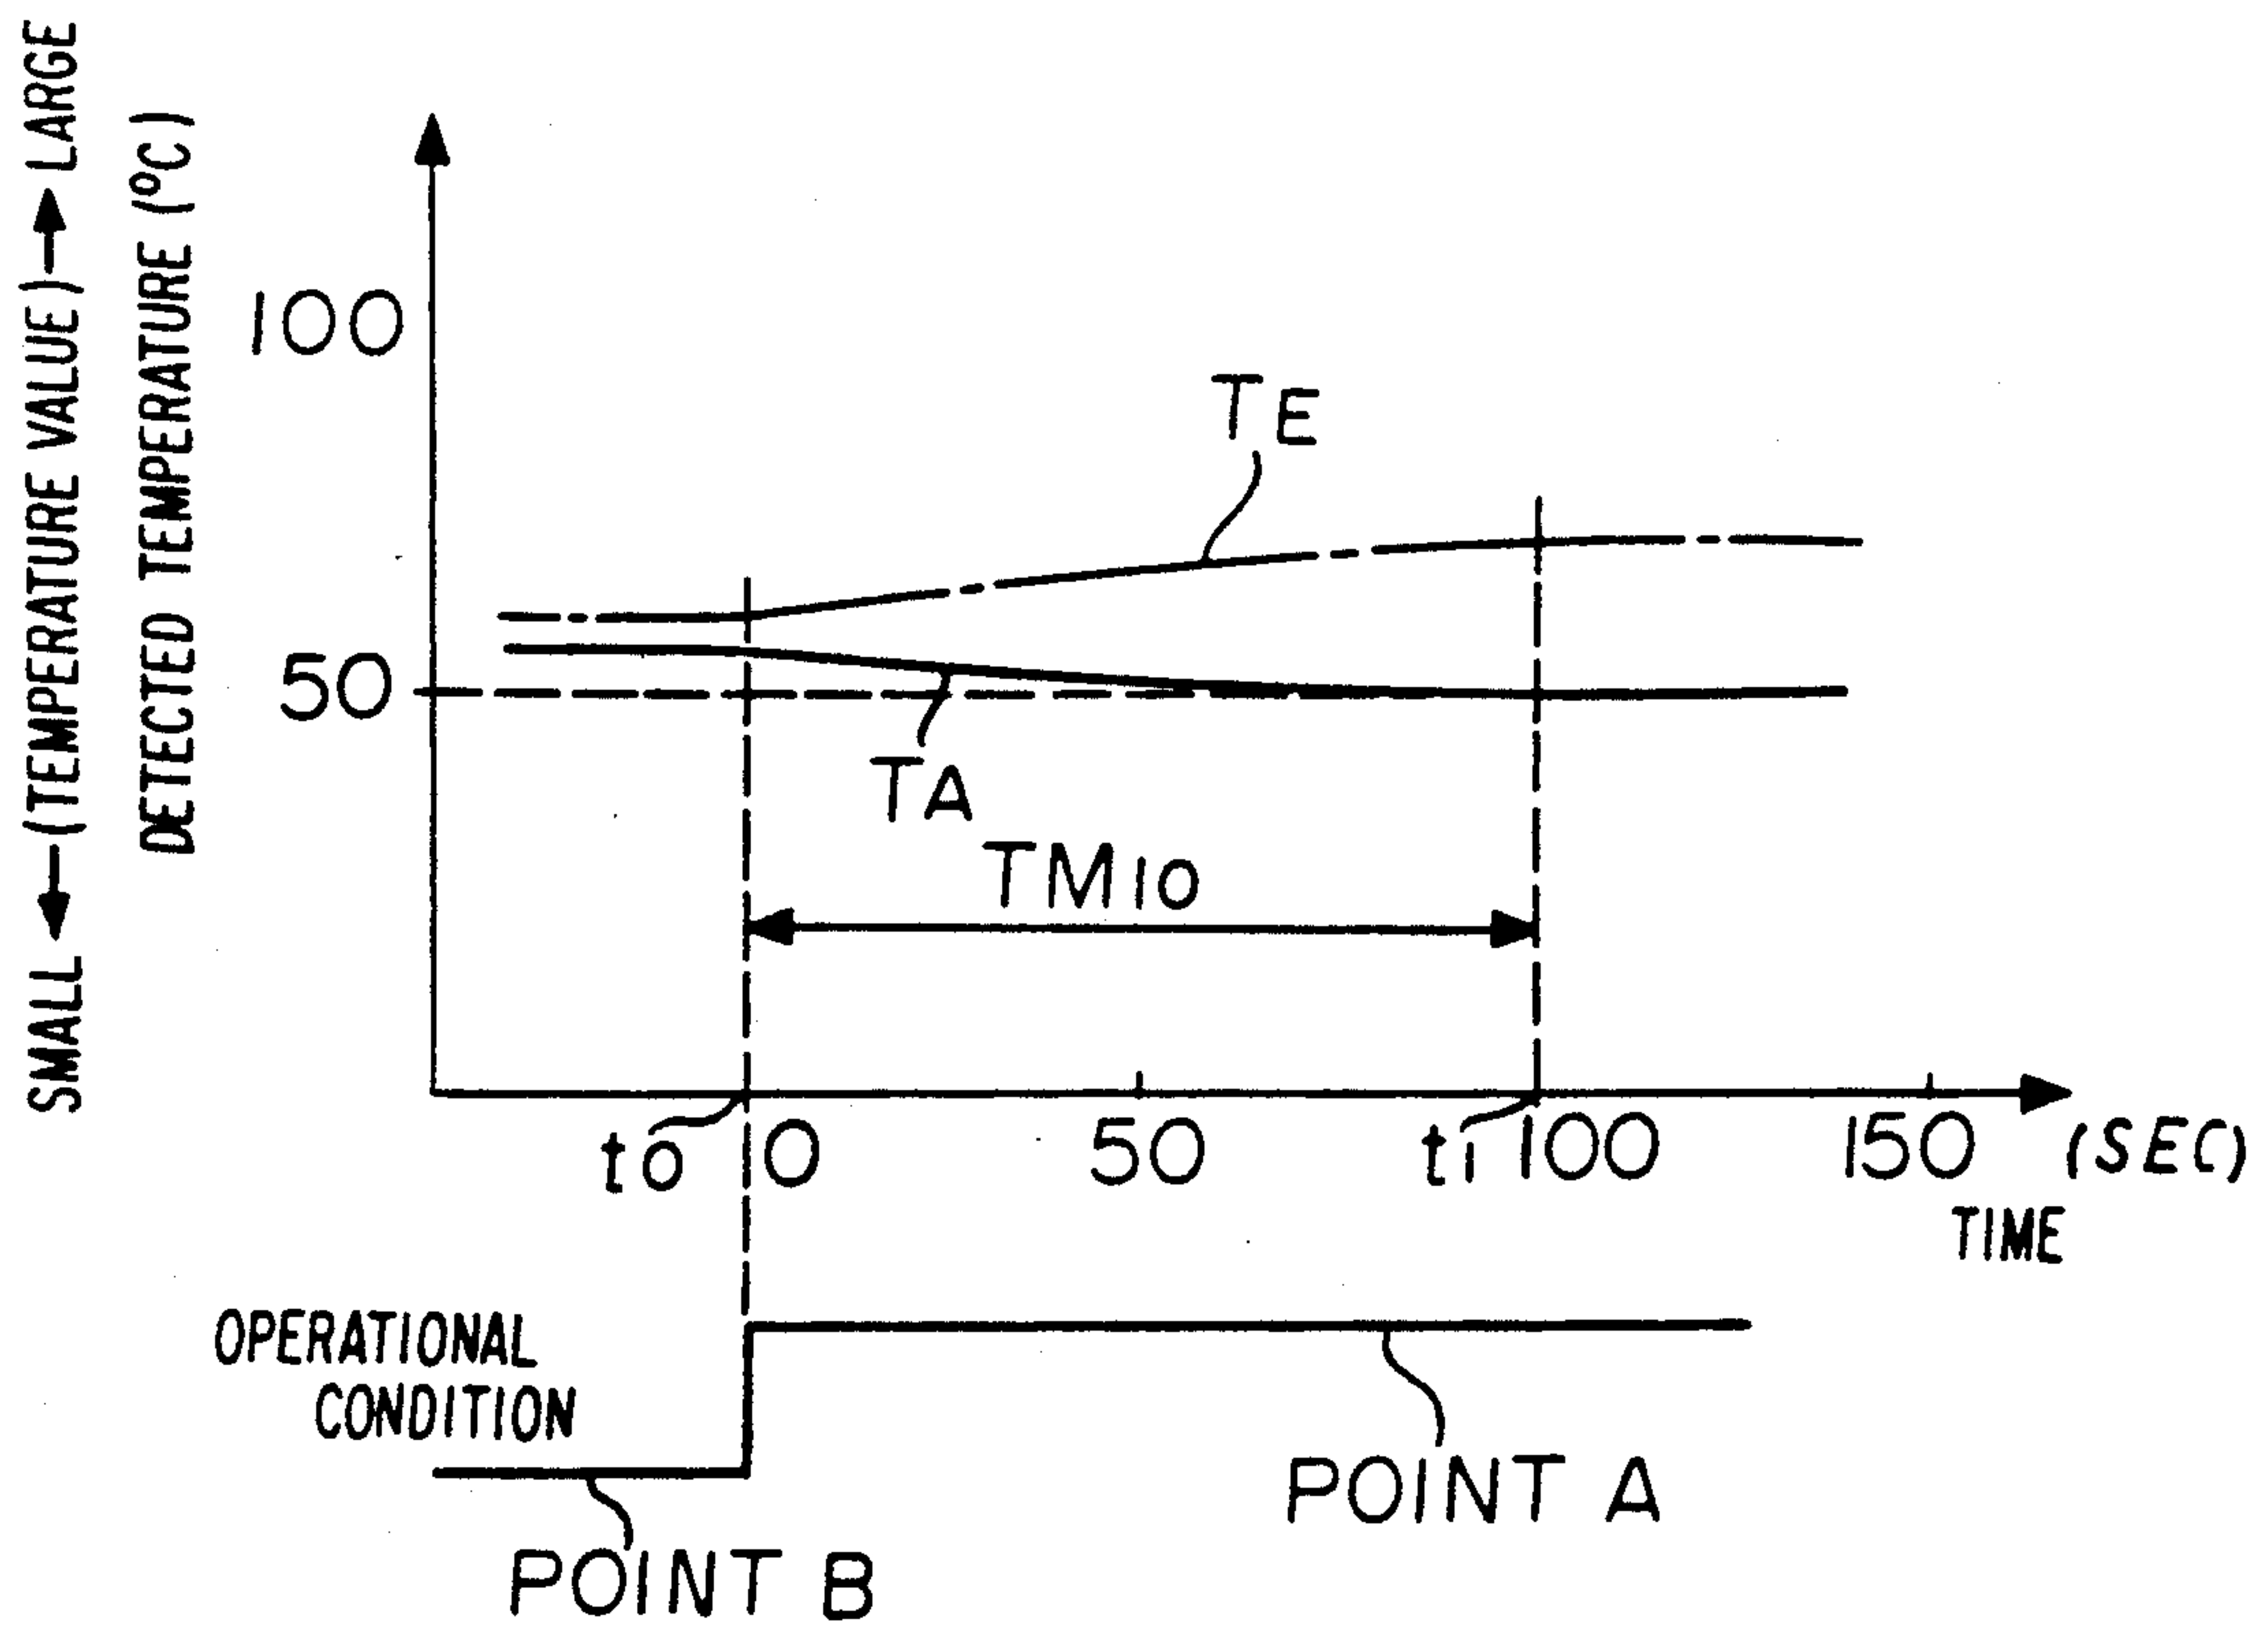 SMALL ← (TEMPERATURE VALUE) → LARGE
DETECTED TEMPERATURE (°C)
100
50
TE
TA
TM10
t0
0
50
t1
100
150
(SEC)
TIME
OPERATIONAL
CONDITION
POINT A
POINT B